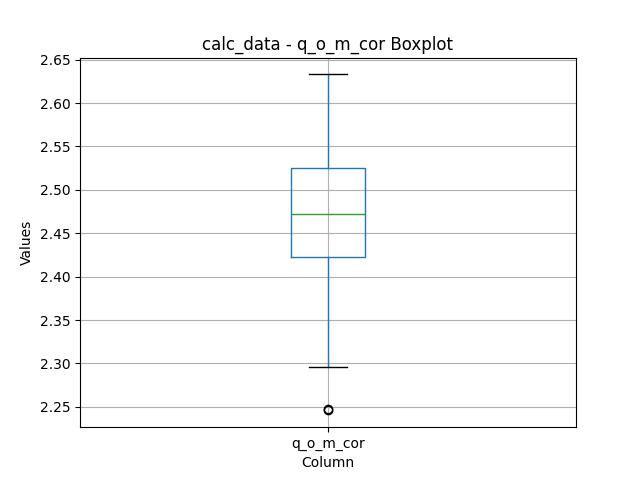 calc_data - q_o_m_cor Boxplot
2.65
2.60
2.55
2.50
2.45
2.40
2.35
2.30
2.25
Values
q_o_m_cor
Column